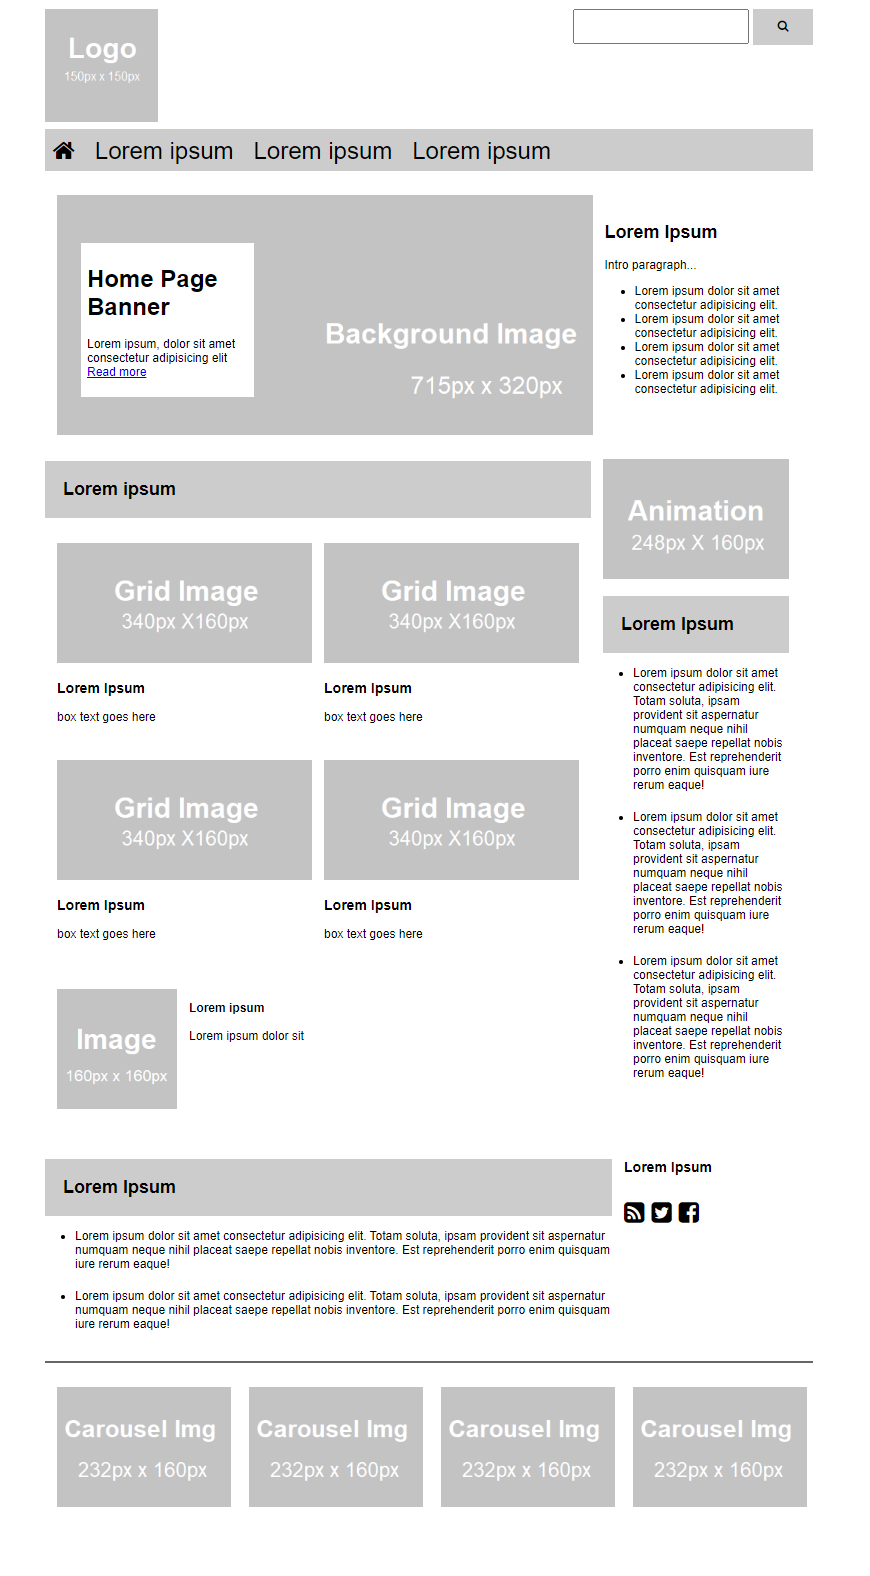 Logo
150px x 150px
Lorem ipsum Lorem ipsum Lorem ipsum
Home Page
Banner
Lorem ipsum, dolor sit amet
consectetur adipisicing elit
Read more
Background Image
715px x 320px
Lorem Ipsum
Intro paragraph...
Lorem ipsum dolor sit amet
consectetur adipisicing elit.
Lorem ipsum dolor sit amet
consectetur adipisicing elit.
Lorem ipsum dolor sit amet
consectetur adipisicing elit.
Lorem ipsum dolor sit amet
consectetur adipisicing elit.
Lorem ipsum
Grid Image
340px X160px
Lorem Ipsum
box text goes here
Grid Image
340px X160px
Lorem Ipsum
box text goes here
Grid Image
340px X160px
Lorem Ipsum
box text goes here
Grid Image
340px X160px
Lorem Ipsum
box text goes here
Image
160px x 160px
Lorem ipsum
Lorem ipsum dolor sit
Animation
248px X 160px
Lorem Ipsum
Lorem ipsum dolor sit amet
consectetur adipisicing elit.
Totam soluta, ipsam
provident sit aspernatur
numquam neque nihil
placeat saepe repellat nobis
inventore. Est reprehenderit
porro enim quisquam iure
rerum eaque!
Lorem ipsum dolor sit amet
consectetur adipisicing elit.
Totam soluta, ipsam
provident sit aspernatur
numquam neque nihil
placeat saepe repellat nobis
inventore. Est reprehenderit
porro enim quisquam iure
rerum eaque!
Lorem ipsum dolor sit amet
consectetur adipisicing elit.
Totam soluta, ipsam
provident sit aspernatur
numquam neque nihil
placeat saepe repellat nobis
inventore. Est reprehenderit
porro enim quisquam iure
rerum eaque!
Lorem Ipsum
Lorem ipsum dolor sit amet consectetur adipisicing elit. Totam soluta, ipsam provident sit aspernatur
numquam neque nihil placeat saepe repellat nobis inventore. Est reprehenderit porro enim quisquam
iure rerum eaque!
Lorem ipsum dolor sit amet consectetur adipisicing elit. Totam soluta, ipsam provident sit aspernatur
numquam neque nihil placeat saepe repellat nobis inventore. Est reprehenderit porro enim quisquam
iure rerum eaque!
Lorem Ipsum
Carousel Img
232px x 160px
Carousel Img
232px x 160px
Carousel Img
232px x 160px
Carousel Img
232px x 160px